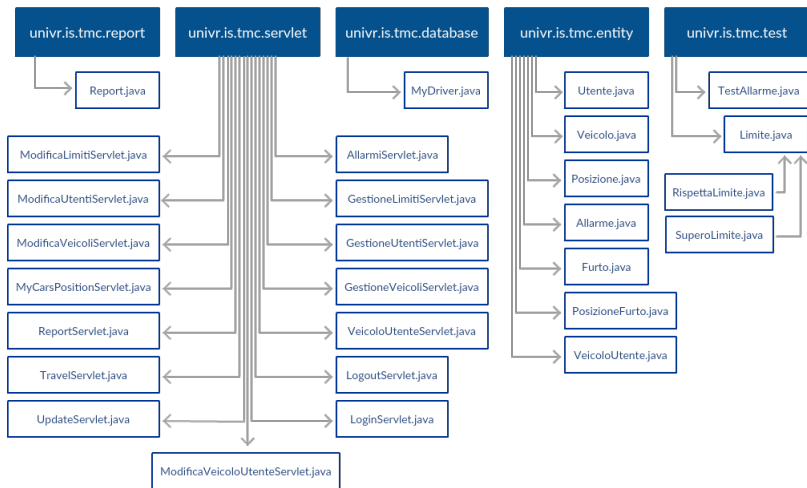 univr.is.tmc.report
univr.is.tmc.servlet
univr.is.tmc.database
univr.is.tmc.entity
univr.is.tmc.test
Report.java
MyDriver.java
Utente.java
TestAllarme.java
ModificaLimitiServlet.java
AllarmiServlet.java
Veicolo.java
Limite.java
ModificaUtentiServlet.java
GestioneLimitiServlet.java
Posizione.java
RispettaLimite.java
ModificaVeicoliServlet.java
GestioneUtentiServlet.java
Allarme.java
SuperoLimite.java
MyCarsPositionServlet.java
GestioneVeicoliServlet.java
Furto.java
ReportServlet.java
VeicoloUtenteServlet.java
PosizioneFurto.java
TravelServlet.java
LogoutServlet.java
VeicoloUtente.java
UpdateServlet.java
LoginServlet.java
ModificaVeicoloUtenteServlet.java